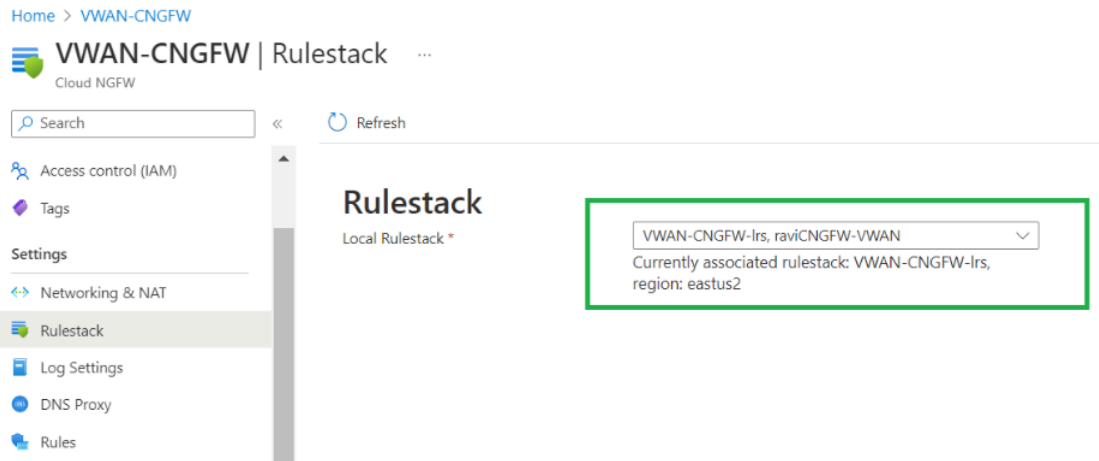 Home > VWAN-CNGFW
VWAN-CNGFW | Rulestack ...
Cloud NGFW
Search
«
Refresh
Access control (IAM)
Tags
Settings
Networking & NAT
Rulestack
Log Settings
DNS Proxy
Rules
Rulestack
Local Rulestack *
VWAN-CNGFW-lrs, raviCNGFW-VWAN
Currently associated rulestack: VWAN-CNGFW-lrs,
region: eastus2